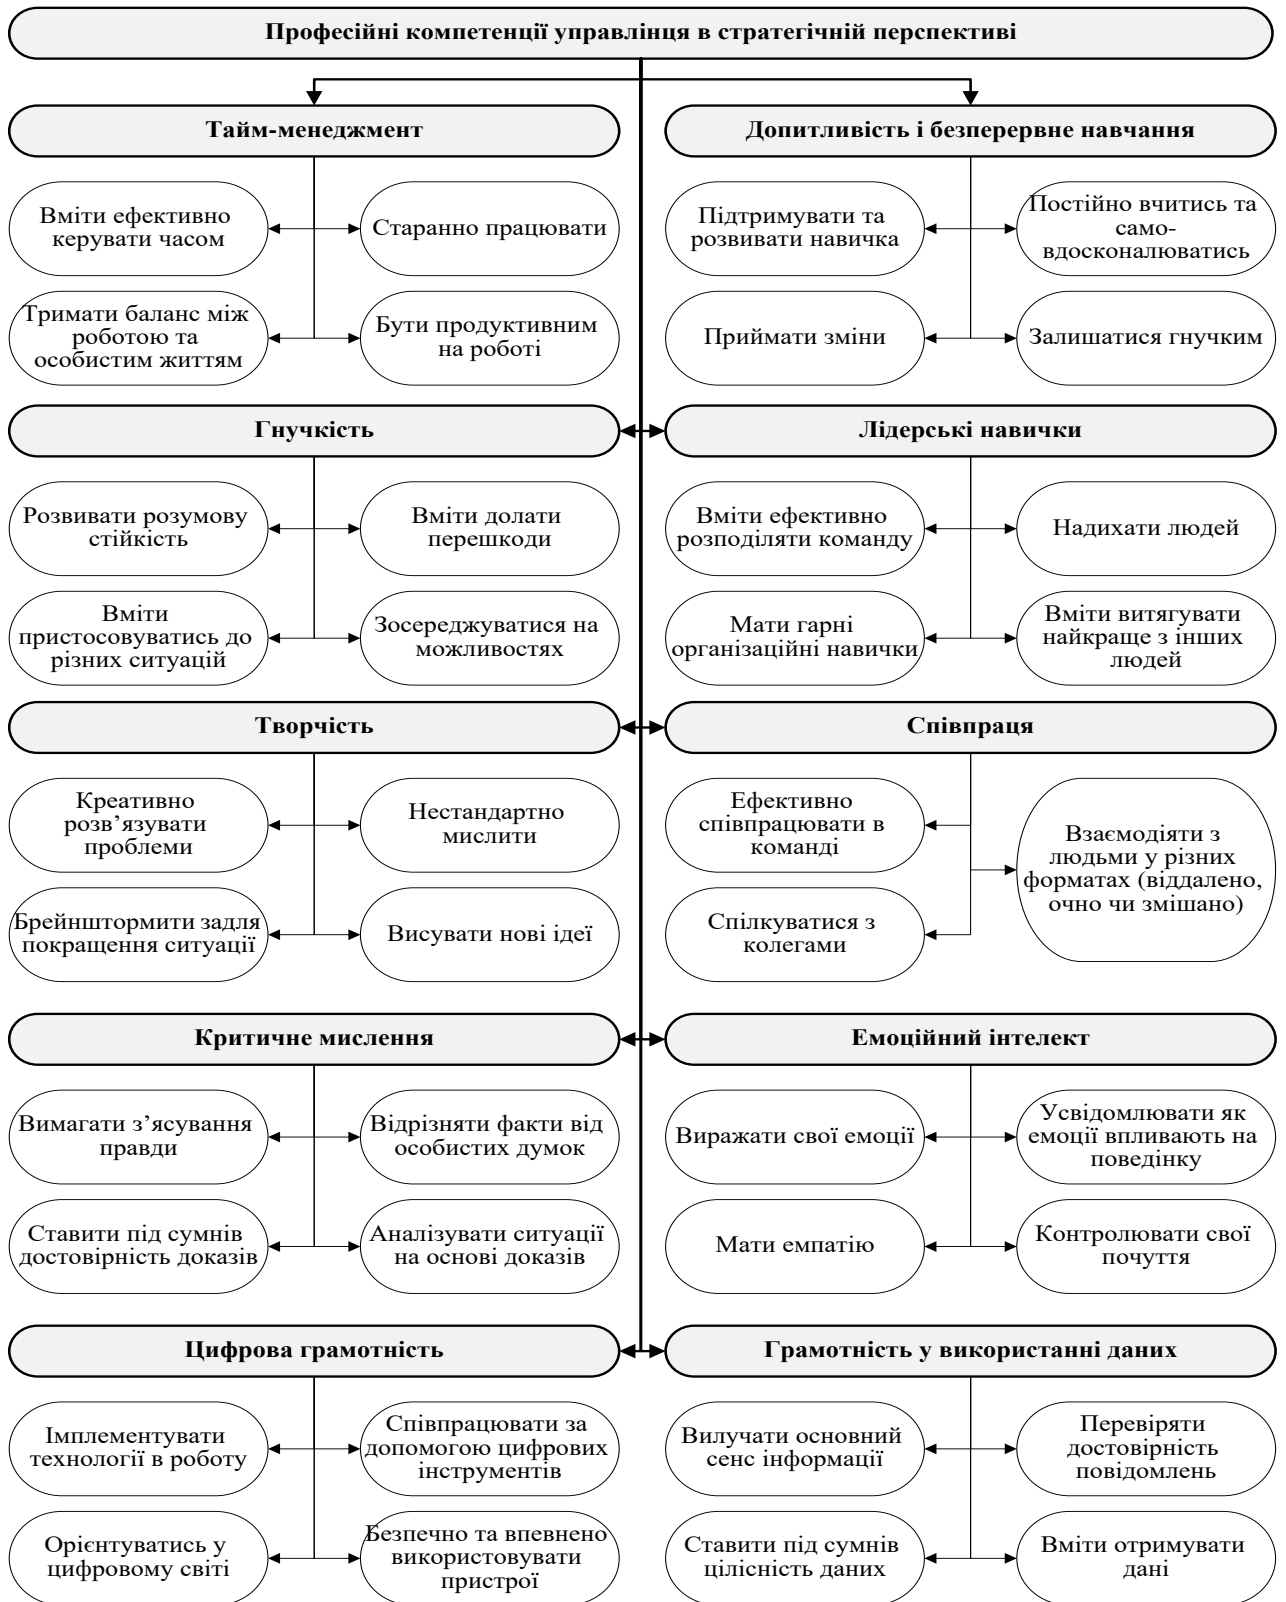 Професійні компетенції управлінця в стратегічній перспективі
Тайм-менеджмент
Вміти ефективно
керувати часом
Старанно працювати
Тримати баланс між
роботою та
особистим життям
Бути продуктивним
на роботі
Допитливість і безперервне навчання
Підтримувати та
розвивати навичка
Постійно вчитись та
само-
вдосконалюватись
Приймати зміни
Залишатися гнучким
Гнучкість
Розвивати розумову
стійкість
Вміти долати
перешкоди
Вміти
пристосовуватись до
різних ситуацій
Зосереджуватися на
можливостях
Лідерські навички
Вміти ефективно
розподіляти команду
Надихати людей
Мати гарні
організаційні навички
Вміти витягувати
найкраще з інших
людей
Творчість
Креативно
розв’язувати
проблеми
Нестандартно
мислити
Брейнштормити задля
покращення ситуації
Висувати нові ідеї
Співпраця
Ефективно
співпрацювати в
команді
Взаємодіяти з
людьми у різних
форматах (віддалено,
очно чи змішано)
Спілкуватися з
колегами
Критичне мислення
Вимагати з’ясування
правди
Відрізняти факти від
особистих думок
Ставити під сумнів
достовірність доказів
Аналізувати ситуації
на основі доказів
Емоційний інтелект
Виражати свої емоції
Усвідомлювати як
емоції впливають на
поведінку
Мати емпатію
Контролювати свої
почуття
Цифрова грамотність
Імплементувати
технології в роботу
Співпрацювати за
допомогою цифрових
інструментів
Орієнтуватись у
цифровому світі
Безпечно та впевнено
використовувати
пристрої
Грамотність у використанні даних
Вилучати основний
сенс інформації
Перевіряти
достовірність
повідомлень
Ставити під сумнів
цілісність даних
Вміти отримувати
дані